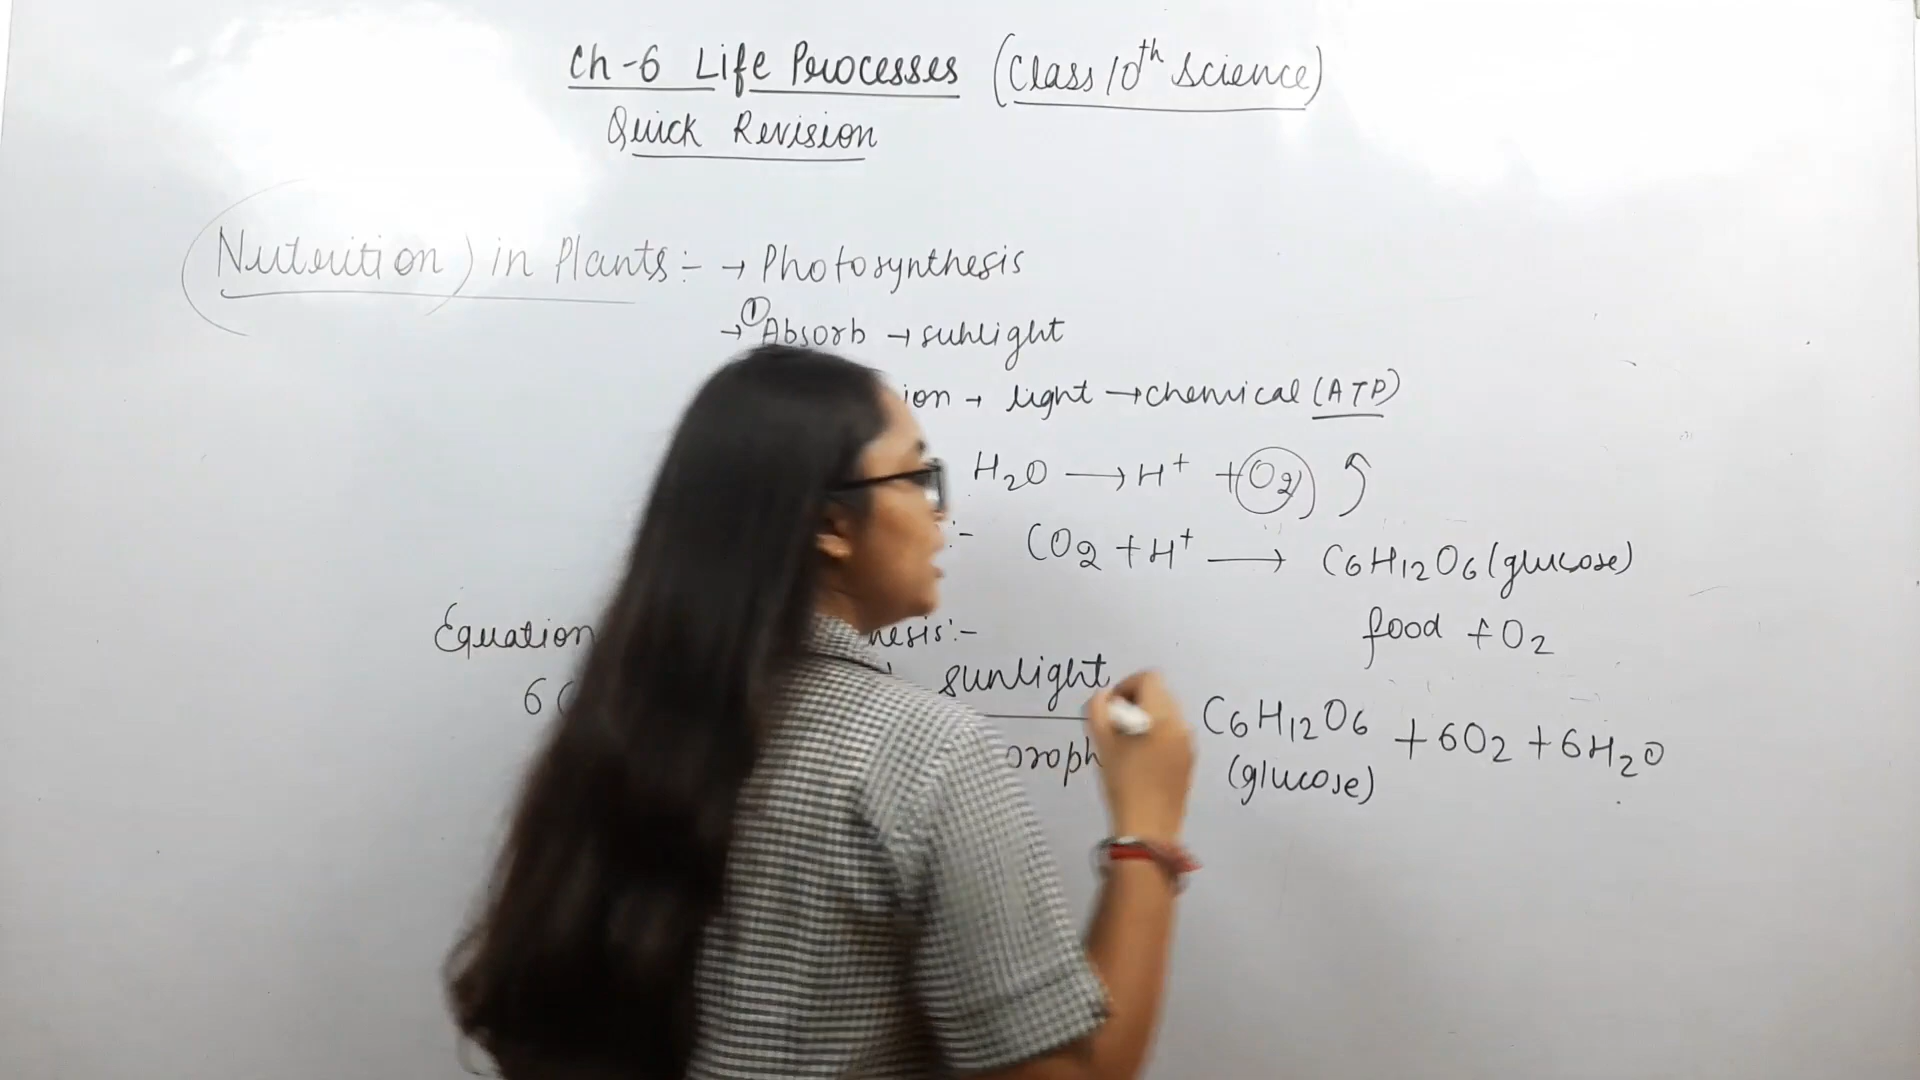 Ch-6 Life Processes (Class 10th Science)
Quick Revision
Nutrition) in Plants:- → Photosynthesis
→ ① Absorb → sunlight
ion → light → chemical (ATP)
H2O → H+ + O2
:- CO2 + H+ → C6H12O6 (glucose)
food + O2
Equation nesis:-
6 sunlight C6H12O6 + 6O2 + 6H2O
oroph (glucose)